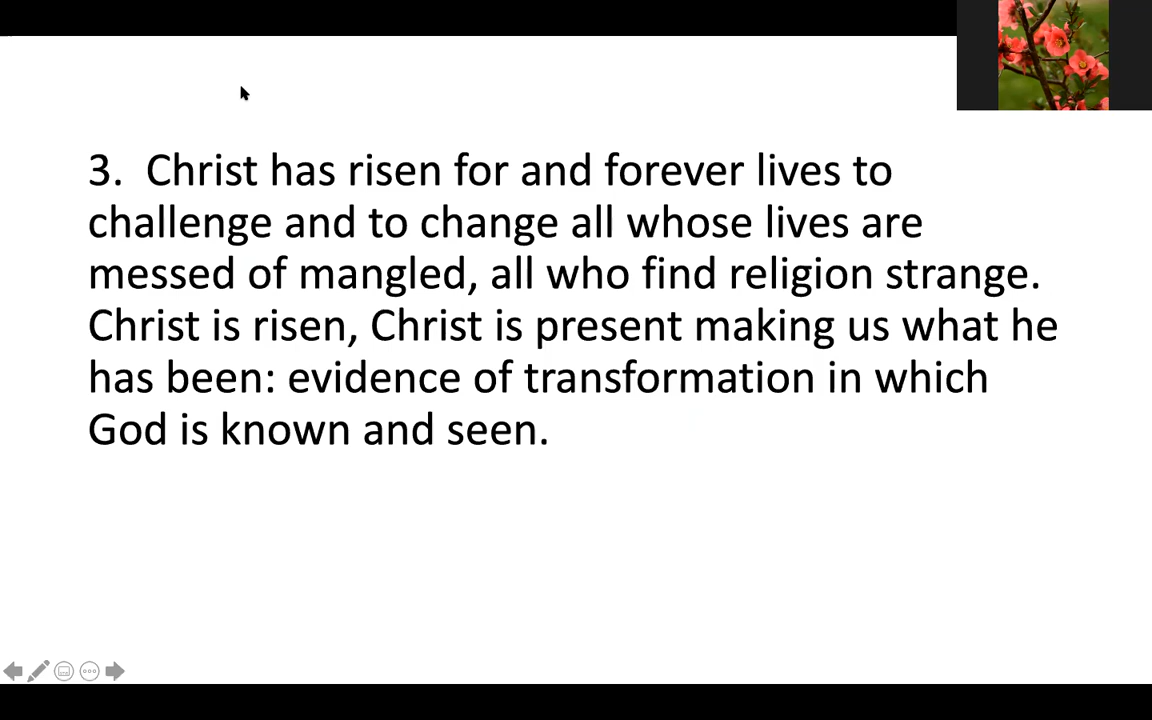 3. Christ has risen for and forever lives to
challenge and to change all whose lives are
messed of mangled, all who find religion strange.
Christ is risen, Christ is present making us what he
has been: evidence of transformation in which
God is known and seen.